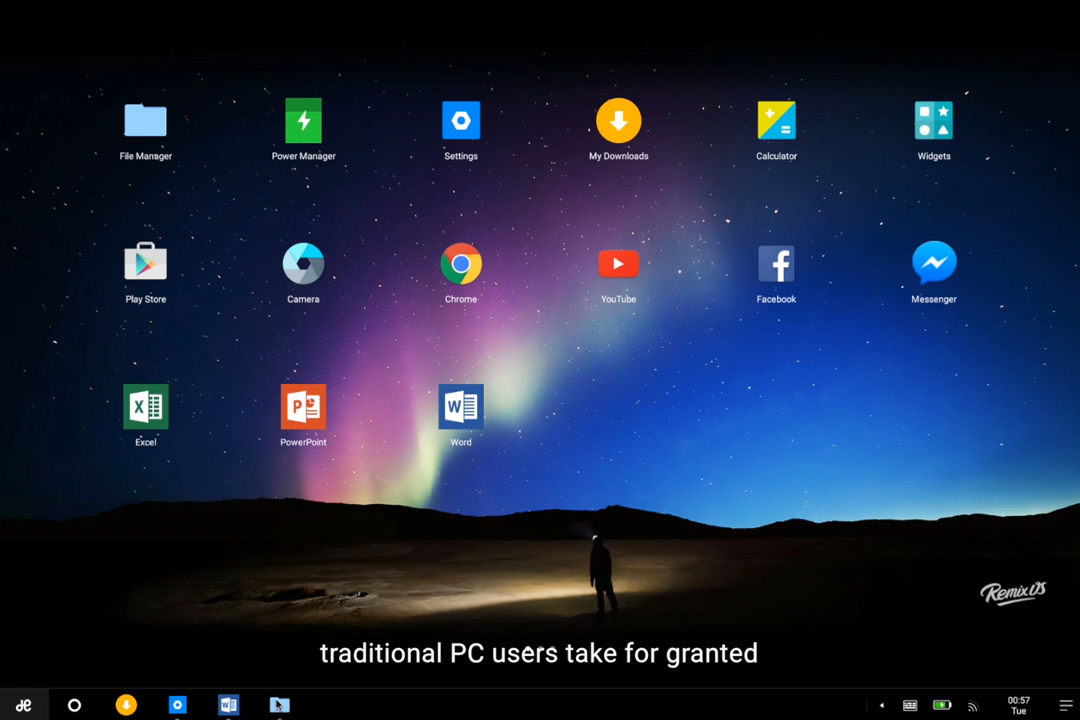 File Manager
Power Manager
Settings
My Downloads
Calculator
Widgets
Play Store
Camera
Chrome
YouTube
Facebook
Messenger
Excel
PowerPoint
Word
Remix OS
traditional PC users take for granted
00:57
Tue